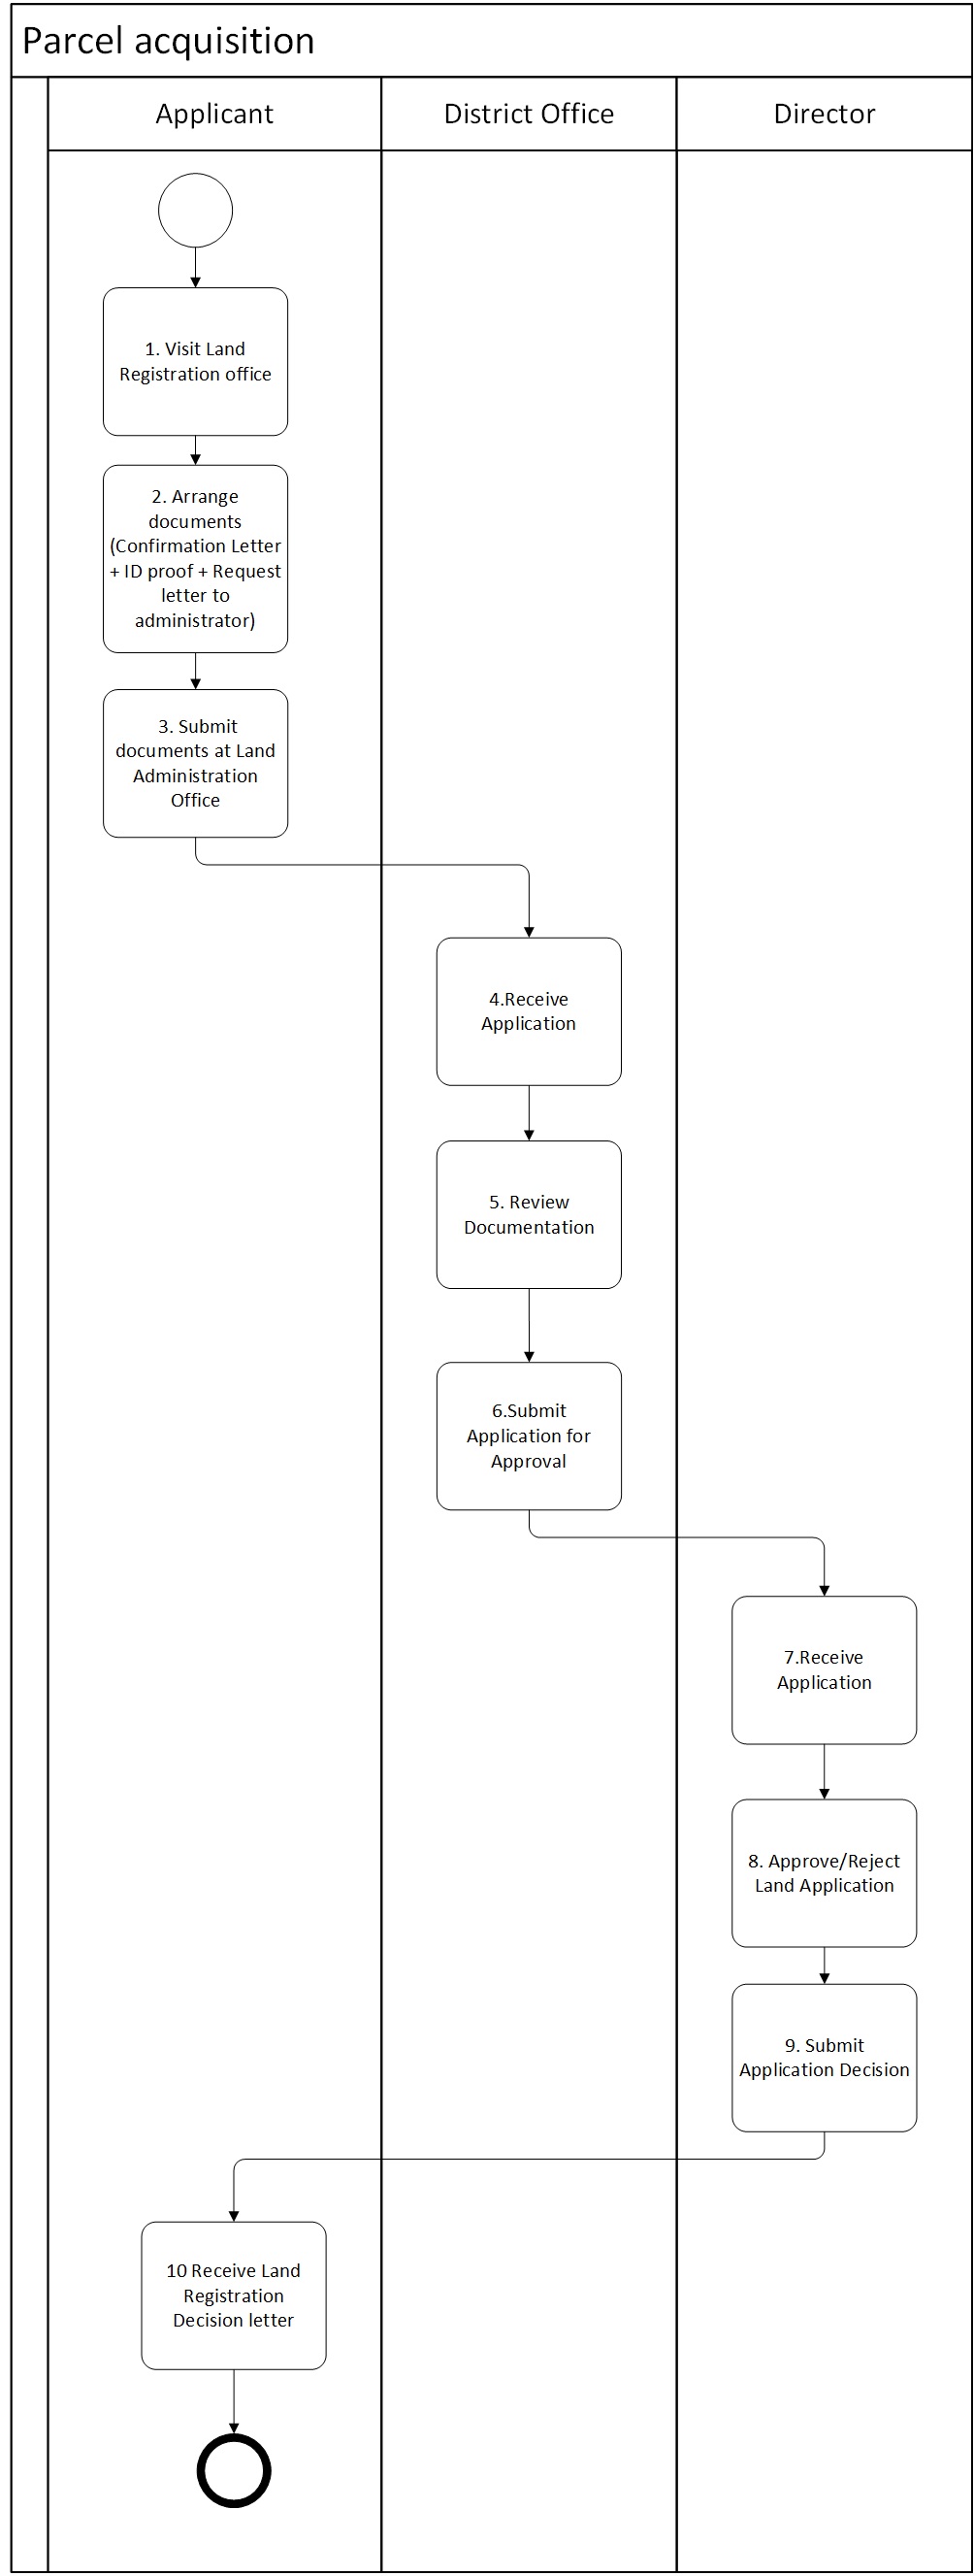 Parcel acquisition
Applicant
District Office
Director
1. Visit Land
Registration office
2. Arrange
documents
(Confirmation Letter
+ ID proof + Request
letter to
administrator)
3. Submit
documents at Land
Administration
Office
4.Receive
Application
5. Review
Documentation
6.Submit
Application for
Approval
7.Receive
Application
8. Approve/Reject
Land Application
9. Submit
Application Decision
10 Receive Land
Registration
Decision letter